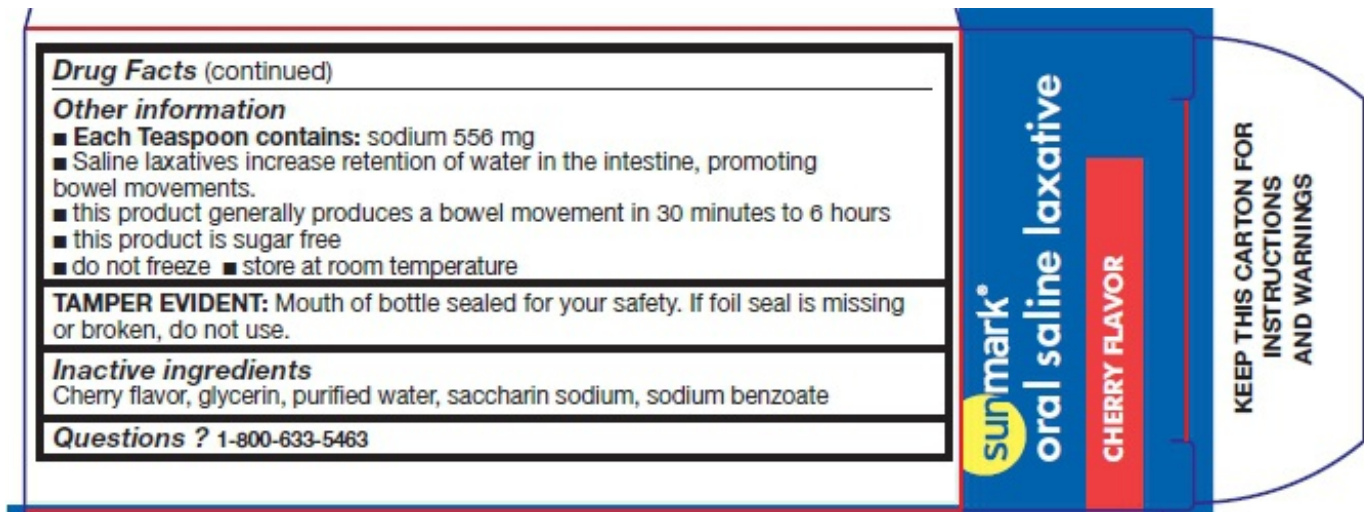 Drug Facts (continued)
Other information
■ Each Teaspoon contains: sodium 556 mg
■ Saline laxatives increase retention of water in the intestine, promoting
bowel movements.
■ this product generally produces a bowel movement in 30 minutes to 6 hours
■ this product is sugar free
■ do not freeze ■ store at room temperature
TAMPER EVIDENT: Mouth of bottle sealed for your safety. If foil seal is missing
or broken, do not use.
Inactive ingredients
Cherry flavor, glycerin, purified water, saccharin sodium, sodium benzoate
Questions ? 1-800-633-5463
sunmark®
oral saline laxative
CHERRY FLAVOR
KEEP THIS CARTON FOR
INSTRUCTIONS
AND WARNINGS